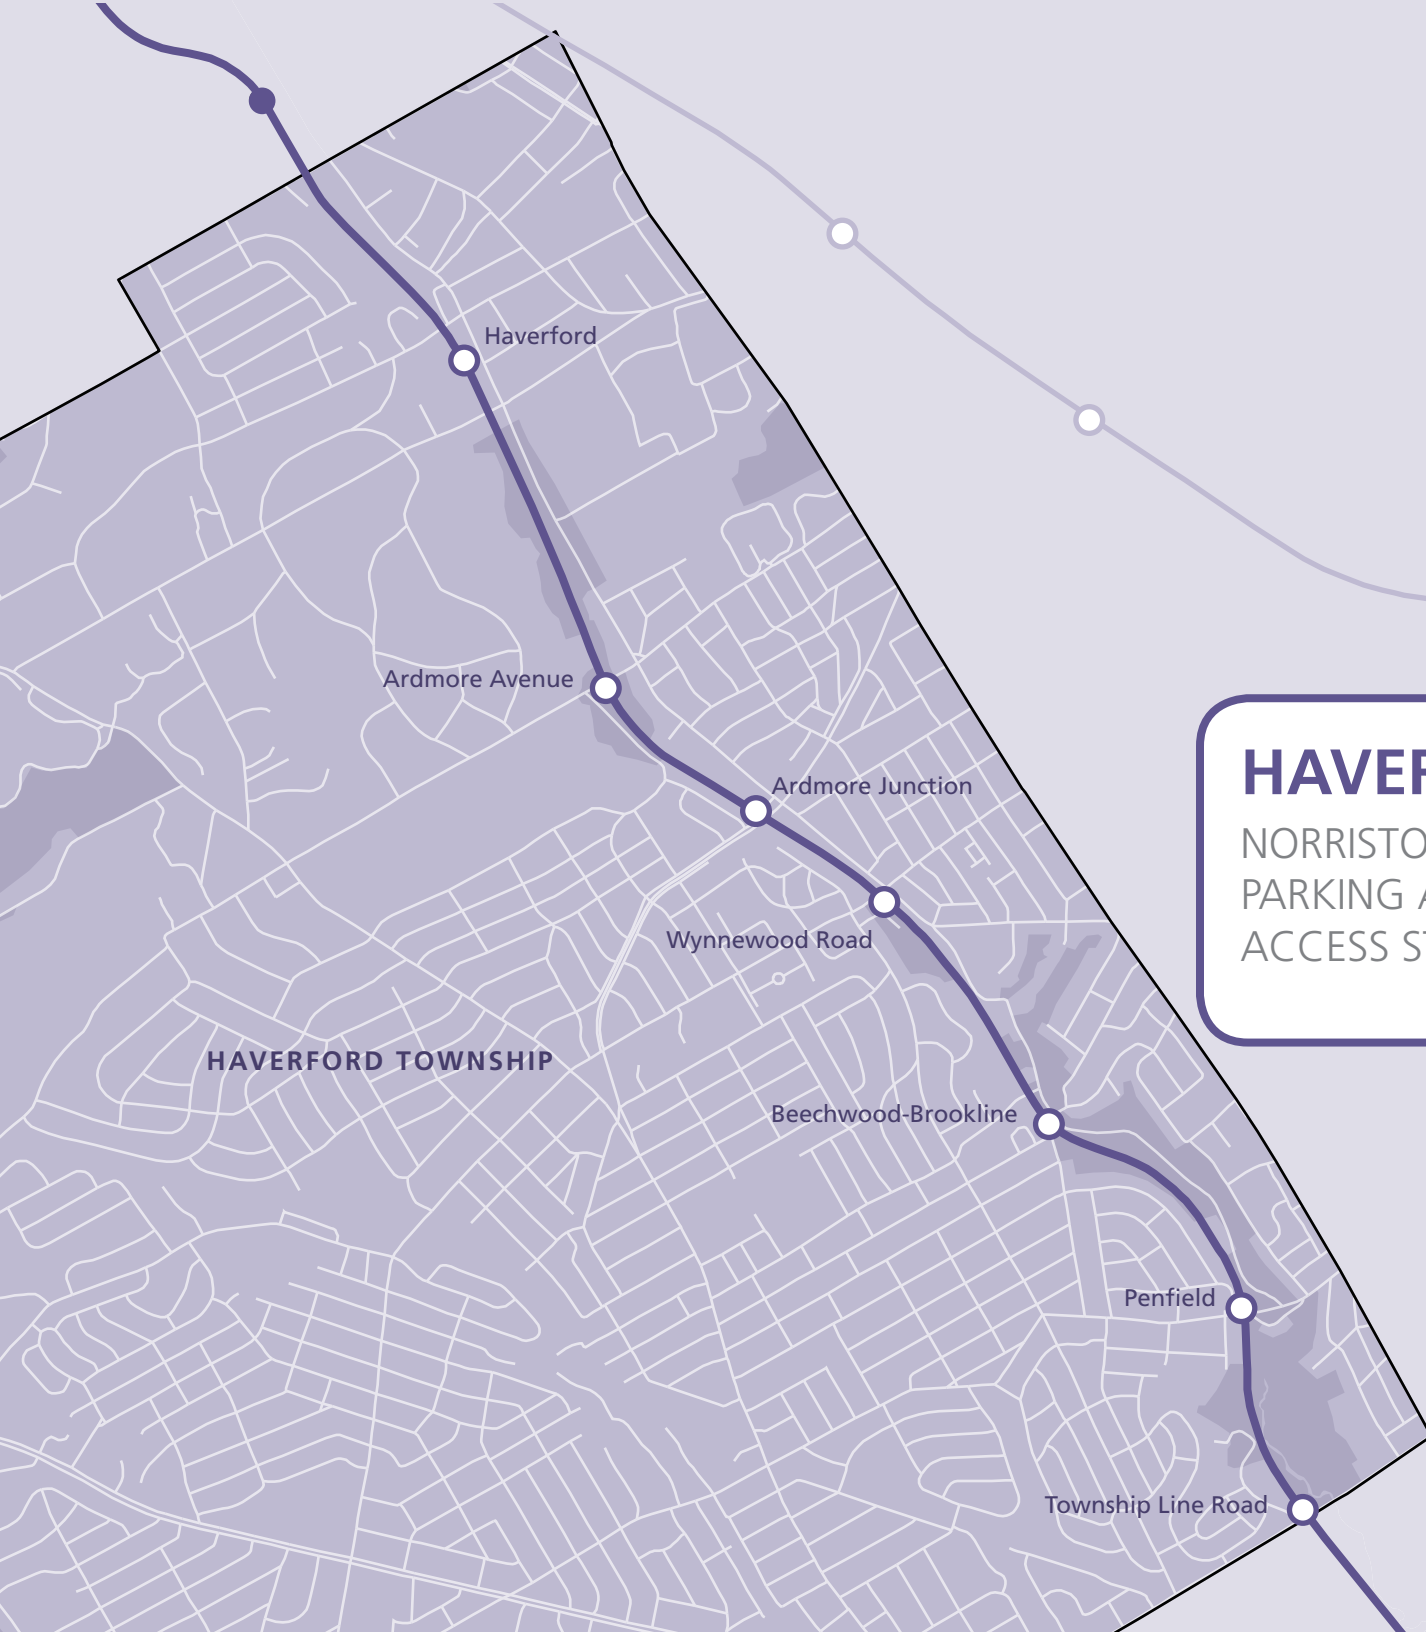 Haverford
Ardmore Avenue
Ardmore Junction
HAVER
NORRISTO
PARKING A
ACCESS ST
Wynnewood Road
HAVERFORD TOWNSHIP
Beechwood-Brookline
Penfield
Township Line Road